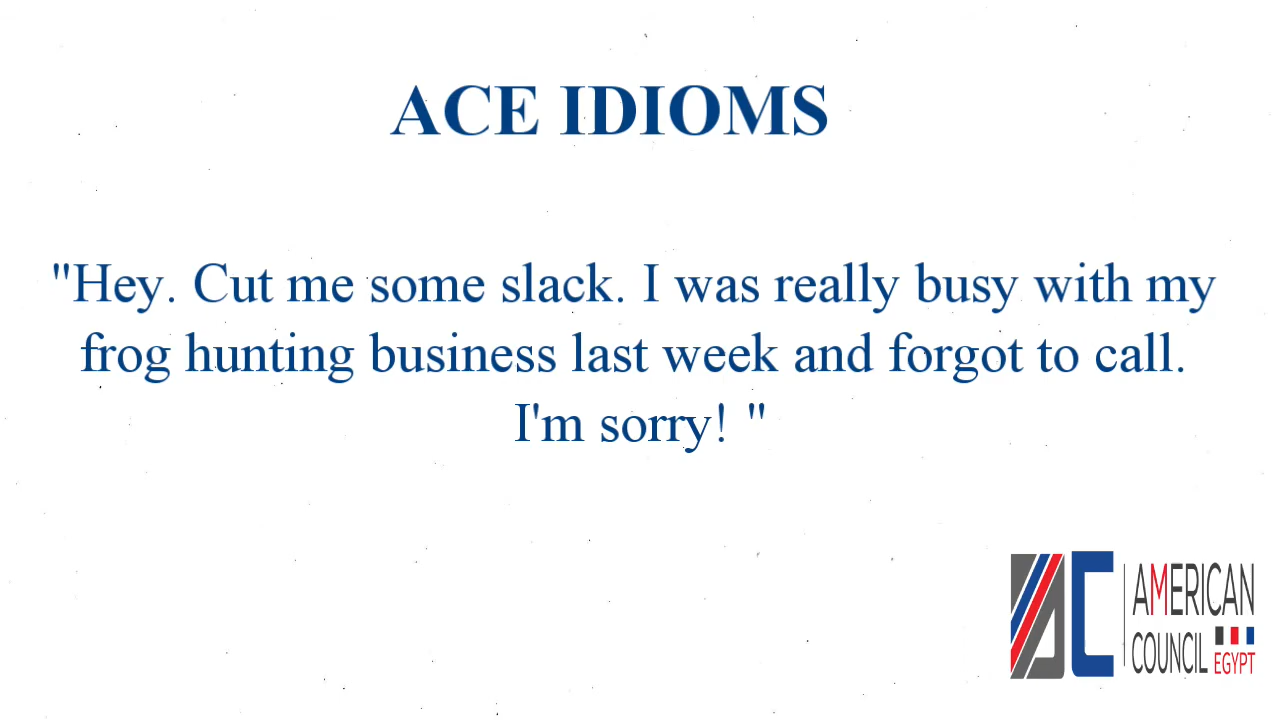 ACE IDIOMS
"Hey. Cut me some slack. I was really busy with my
frog hunting business last week and forgot to call.
I'm sorry! "
AC
AMERICAN
COUNCIL
EGYPT